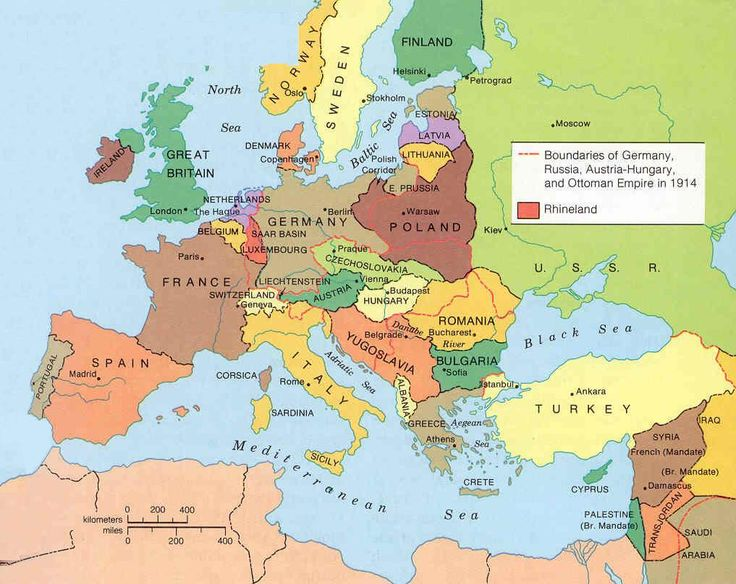 FINLAND
Helsinki
Petrograd
NORWAY
Oslo
SWEDEN
Stokholm
North
Sea
ESTONIA
LATVIA
LITHUANIA
Baltic Sea
Moscow
IRELAND
GREAT
BRITAIN
London
DENMARK
Copenhagen
Polish
Corridor
E. PRUSSIA
Boundaries of Germany,
Russia, Austria-Hungary,
and Ottoman Empire in 1914
Rhineland
NETHERLANDS
The Hague
BELGIUM
SAAR BASIN
LUXEMBOURG
GERMANY
Berlin
Warsaw
POLAND
Kiev
U. S. S. R.
Paris
FRANCE
Prague
CZECHOSLOVAKIA
LIECHTENSTEIN
Vienna
AUSTRIA
SWITZERLAND
Geneva
Budapest
HUNGARY
ROMANIA
Bucharest
Danube
River
Belgrade
YUGOSLAVIA
BULGARIA
Sofia
Black Sea
PORTUGAL
SPAIN
Madrid
CORSICA
Rome
ITALY
Adriatic
Sea
SARDINIA
SICILY
ALBANIA
GREECE
Athens
Aegean
Sea
CRETE
Istanbul
Ankara
TURKEY
Mediterranean
Sea
CYPRUS
SYRIA
French (Mandate)
IRAQ
(Br. Mandate)
Damascus
PALESTINE
(Br. Mandate)
TRANSJORDAN
SAUDI
ARABIA
kilometers
200
400
miles
200
400